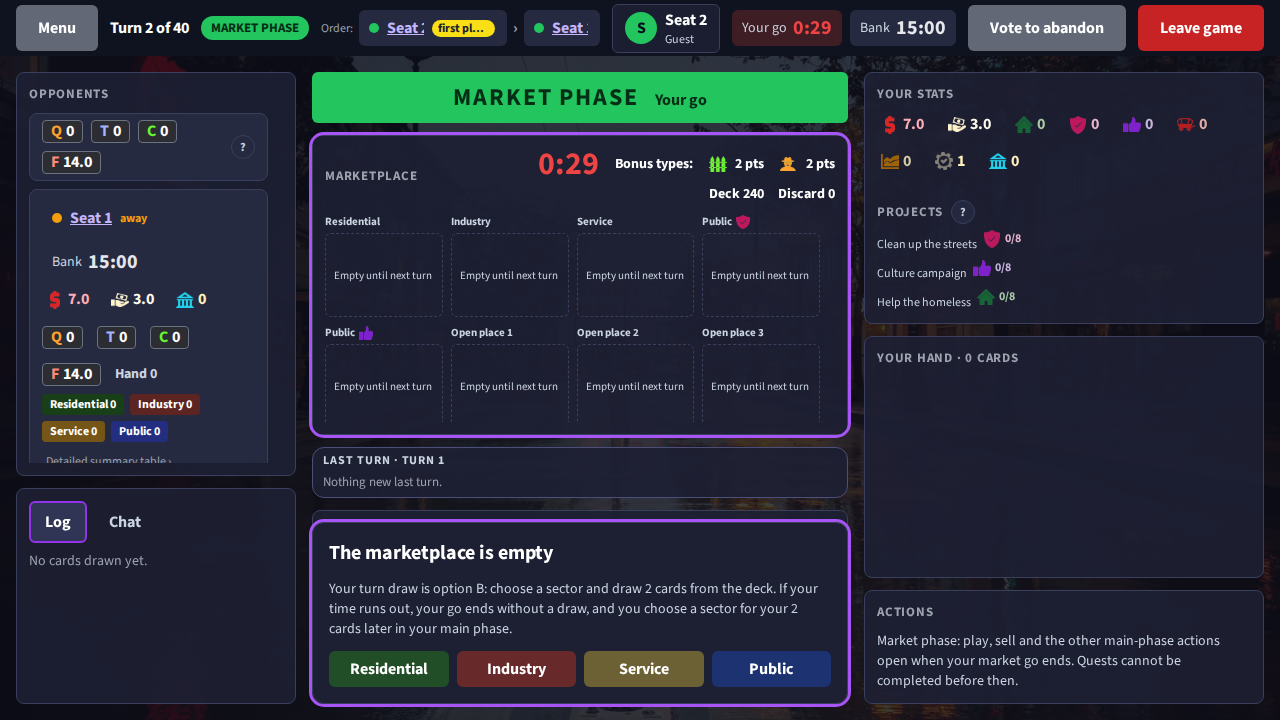 Menu
Turn 2 of 40
MARKET PHASE
Order:
Seat 2
first pl...
›
Seat
S
Seat 2
Guest
Your go 0:29
Bank 15:00
Vote to abandon
Leave game
OPPONENTS
Q 0 T 0 C 0
F 14.0
?
Seat 1 away
Bank 15:00
7.0 3.0 0
Q 0 T 0 C 0
F 14.0 Hand 0
Residential 0 Industry 0
Service 0 Public 0
Detailed summary table ›
Log Chat
No cards drawn yet.
MARKET PHASE Your go
MARKETPLACE
0:29 Bonus types: 2 pts 2 pts
Deck 240 Discard 0
Residential Industry Service Public
Empty until next turn Empty until next turn Empty until next turn Empty until next turn
Public Open place 1 Open place 2 Open place 3
Empty until next turn Empty until next turn Empty until next turn Empty until next turn
LAST TURN · TURN 1
Nothing new last turn.
The marketplace is empty
Your turn draw is option B: choose a sector and draw 2 cards from the deck. If your
time runs out, your go ends without a draw, and you choose a sector for your 2
cards later in your main phase.
Residential Industry Service Public
YOUR STATS
7.0 3.0 0 0 0 0
0 1 0
PROJECTS ?
Clean up the streets 0/8
Culture campaign 0/8
Help the homeless 0/8
YOUR HAND · 0 CARDS
ACTIONS
Market phase: play, sell and the other main-phase actions
open when your market go ends. Quests cannot be
completed before then.